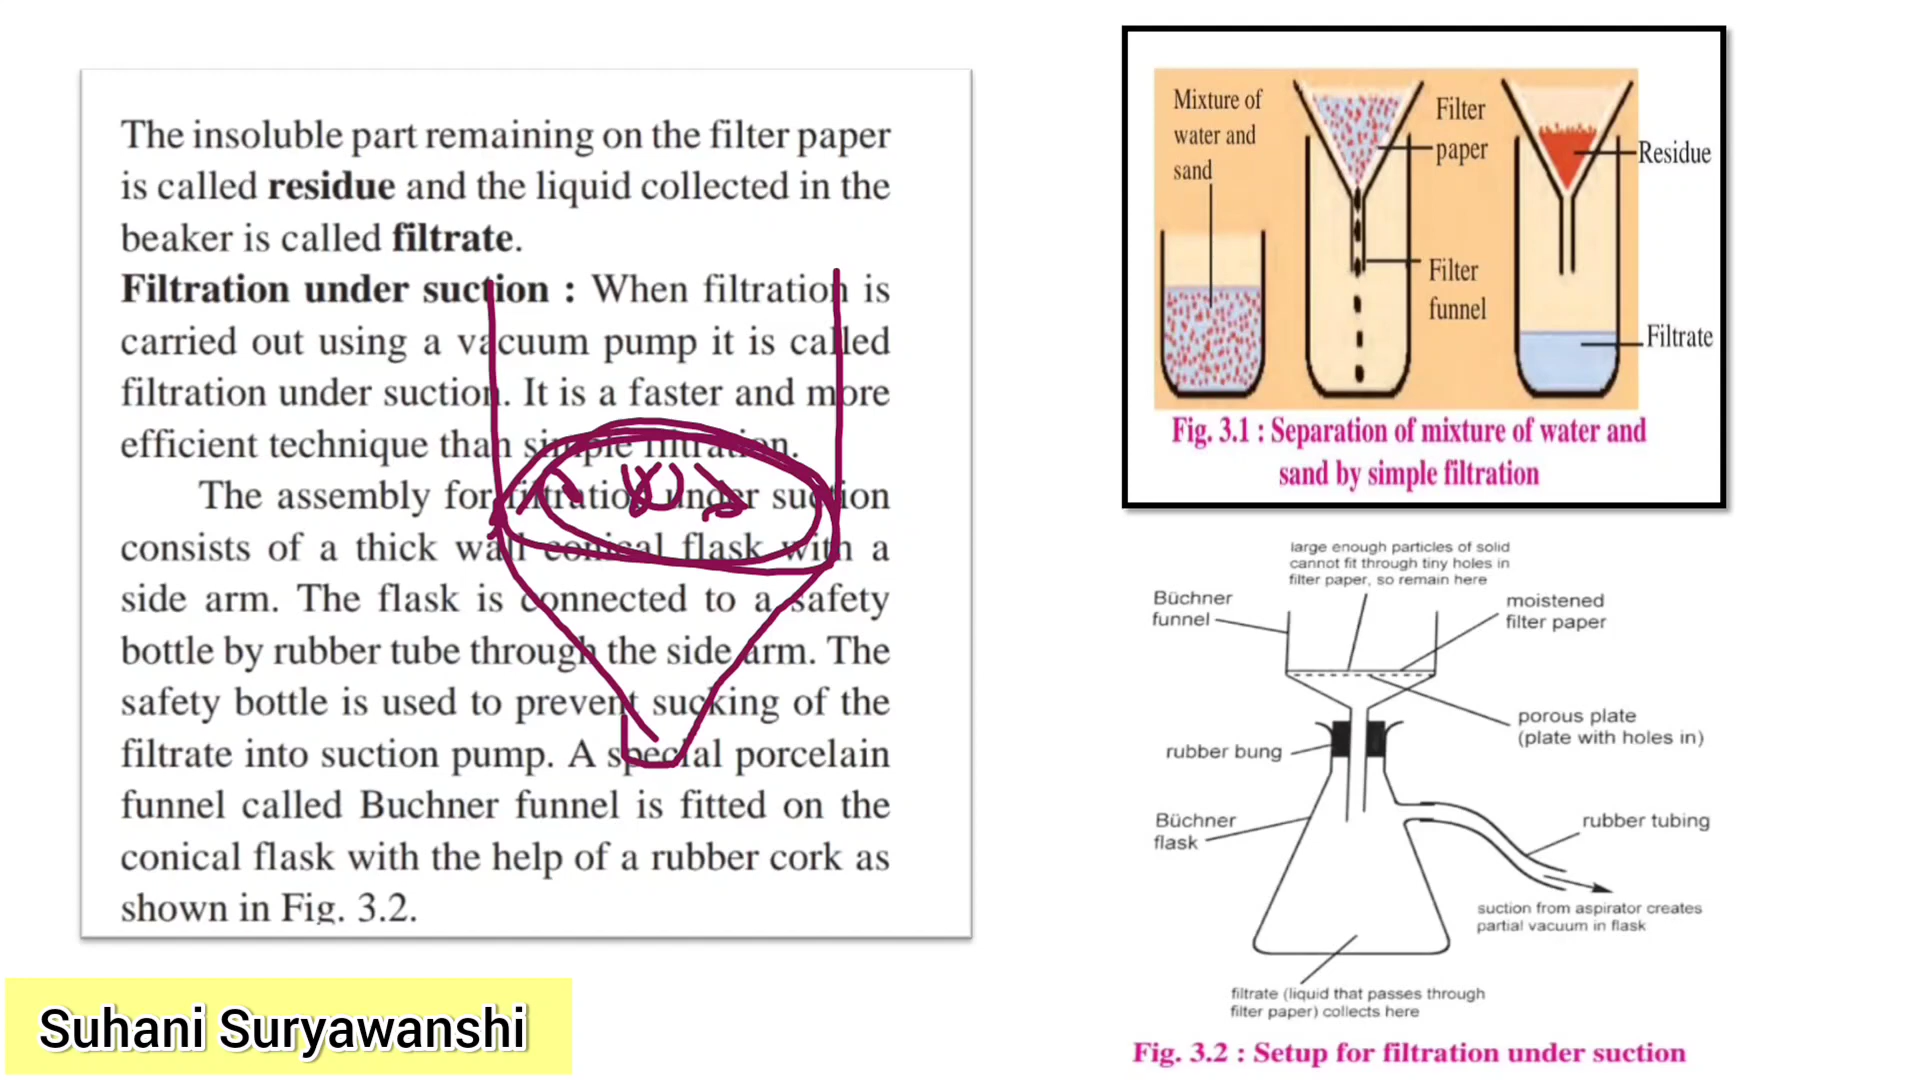 The insoluble part remaining on the filter paper
is called residue and the liquid collected in the
beaker is called filtrate.
Filtration under suction : When filtration is
carried out using a vacuum pump it is called
filtration under suction. It is a faster and more
efficient technique than simple filtration.
The assembly for filtration under suction
consists of a thick wall conical flask with a
side arm. The flask is connected to a safety
bottle by rubber tube through the side arm. The
safety bottle is used to prevent sucking of the
filtrate into suction pump. A special porcelain
funnel called Buchner funnel is fitted on the
conical flask with the help of a rubber cork as
shown in Fig. 3.2.
Suhani Suryawanshi
Mixture of
water and
sand
Filter
paper
Filter
funnel
Residue
Filtrate
Fig. 3.1 : Separation of mixture of water and
sand by simple filtration
large enough particles of solid
cannot fit through tiny holes in
filter paper, so remain here
Büchner
funnel
moistened
filter paper
porous plate
(plate with holes in)
rubber bung
Büchner
flask
rubber tubing
suction from aspirator creates
partial vacuum in flask
filtrate (liquid that passes through
filter paper) collects here
Fig. 3.2 : Setup for filtration under suction